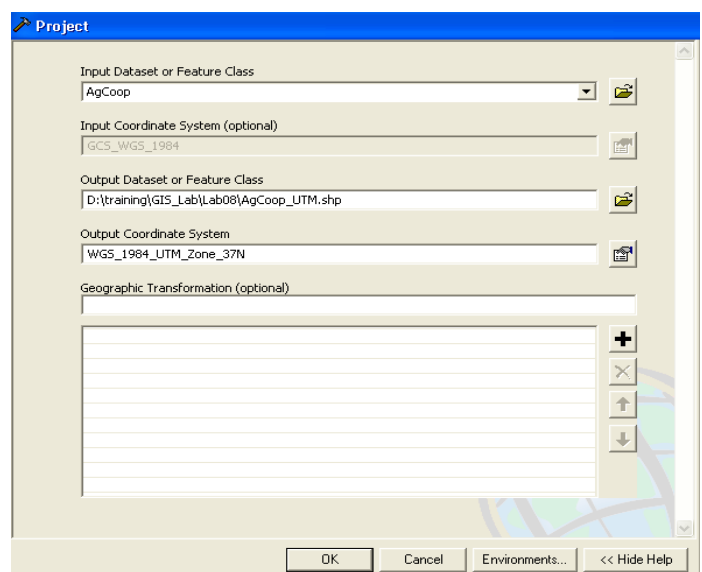 Project
Input Dataset or Feature Class
AgCoop
Input Coordinate System (optional)
GCS_WGS_1984
Output Dataset or Feature Class
D:\training\GIS_Lab\Lab08\AgCoop_UTM.shp
Output Coordinate System
WGS_1984_UTM_Zone_37N
Geographic Transformation (optional)
OK Cancel Environments... << Hide Help